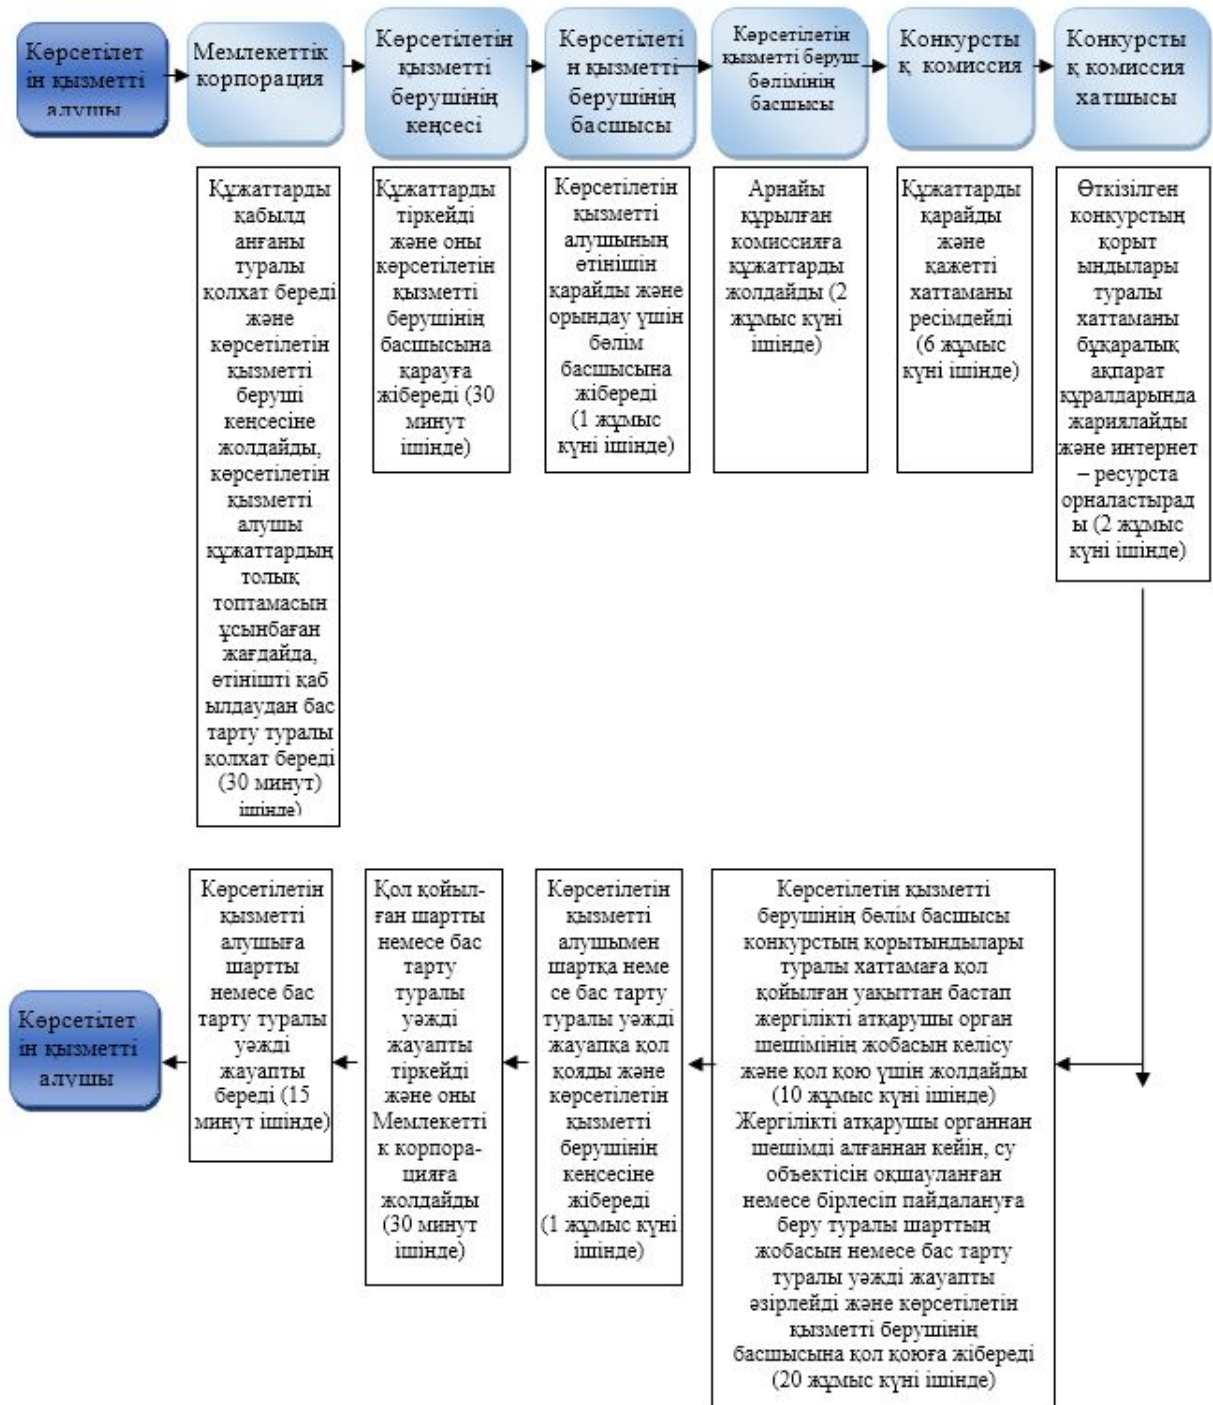 Көрсетілет
ін қызметті
алушы
Мемлекеттік
корпорация
Көрсетілетін
қызметті
берушінің
кеңсесі
Көрсетілеті
н қызметті
берушінің
басшысы
Көрсетілетін
қызметті беруш
бөлімінің
басшысы
Конкурсты
қ комиссия
Конкурсты
қ комиссия
хатшысы
Құжаттарды
қабылд
анғаны
туралы
қолхат береді
және
көрсетілетін
қызметті
беруші
кеңсесіне
жолдайды,
көрсетілетін
қызметті
алушы
құжаттардың
толық
топтамасын
ұсынбаған
жағдайда,
өтінішті қаб
ылдаудан бас
тарту туралы
қолхат береді
(30 минут)
ішінде)
Құжаттарды
тіркейді
және оны
көрсетілетін
қызметті
берушінің
басшысына
қарауға
жібереді (30
минут
ішінде)
Көрсетілетін
қызметті
алушының
өтінішін
қарайды және
орындау үшін
бөлім
басшысына
жібереді
(1 жұмыс
күні ішінде)
Арнайы
құрылған
комиссияға
құжаттарды
жолдайды (2
жұмыс күні
ішінде)
Құжаттарды
қарайды
және
қажетті
хаттаманы
ресімдейді
(6 жұмыс
күні ішінде)
Өткізілген
конкурстың
қорыт
ындылары
туралы
хаттаманы
бұқаралық
ақпарат
құралдарында
жариялайды
және интернет
– ресурста
орналастырад
ы (2 жұмыс
күні ішінде)
Көрсетілет
ін қызметті
алушы
Көрсетілетін
қызметті
алушыға
шартты
немесе бас
тарту туралы
уәжді
жауапты
береді (15
минут ішінде)
Қол қойыл-
ған шартты
немесе бас
тарту
туралы
уәжді
жауапты
тіркейді
және оны
Мемлекетті
к корпора-
цияға
жолдайды
(30 минут
ішінде)
Көрсетілетін
қызметті
алушымен
шартқа неме
се бас тарту
туралы уәжді
жауапқа қол
қояды және
көрсетілетін
қызметті
берушінің
кеңсесіне
жібереді
(1 жұмыс күні
ішінде)
Көрсетілетін қызметті
берушінің бөлім басшысы
конкурстың қорытындылары
туралы хаттамаға қол
қойылған уақыттан бастап
жергілікті атқарушы орган
шешімінің жобасын келісу
және қол қою үшін жолдайды
(10 жұмыс күні ішінде)
Жергілікті атқарушы органнан
шешімді алғаннан кейін, су
объектісін оқшауланған
немесе бірлесіп пайдалануға
беру туралы шарттың
жобасын немесе бас тарту
туралы уәжді жауапты
әзірлейді және көрсетілетін
қызметті берушінің
басшысына қол қоюға жібереді
(20 жұмыс күні ішінде)